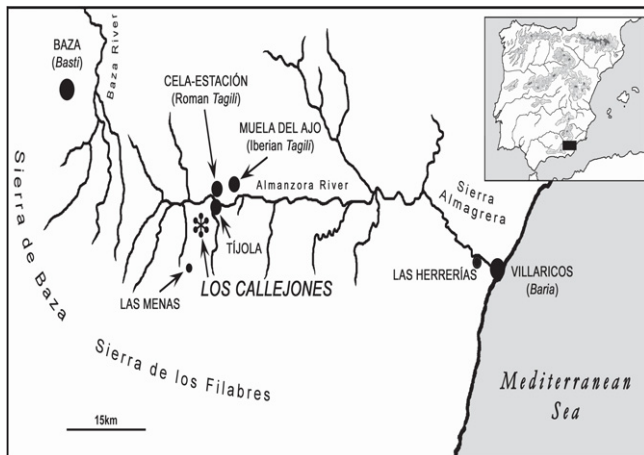 BAZA
(Basti)
Baza River
CELA-ESTACIÓN
(Roman Tagili)
MUELA DEL AJO
(Iberian Tagili)
Almanzora River
Sierra
Almagrera
Sierra de Baza
TÍJOLA
LAS MENAS
LOS CALLEJONES
LAS HERRERÍAS
VILLARICOS
(Baria)
Sierra de los Filabres
Mediterranean
Sea
15km